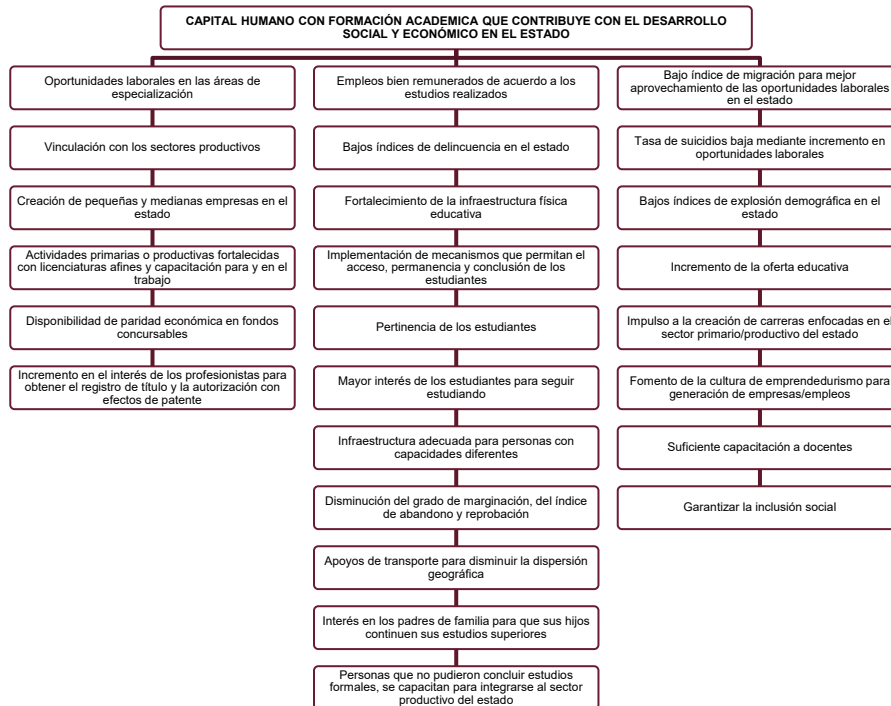 CAPITAL HUMANO CON FORMACIÓN ACADEMICA QUE CONTRIBUYE CON EL DESARROLLO
SOCIAL Y ECONÓMICO EN EL ESTADO
Oportunidades laborales en las áreas de
especialización
Vinculación con los sectores productivos
Creación de pequeñas y medianas empresas en el
estado
Actividades primarias o productivas fortalecidas
con licenciaturas afines y capacitación para y en el
trabajo
Disponibilidad de paridad económica en fondos
concursables
Incremento en el interés de los profesionistas para
obtener el registro de título y la autorización con
efectos de patente
Empleos bien remunerados de acuerdo a los
estudios realizados
Bajos índices de delincuencia en el estado
Fortalecimiento de la infraestructura física
educativa
Implementación de mecanismos que permitan el
acceso, permanencia y conclusión de los
estudiantes
Pertinencia de los estudiantes
Mayor interés de los estudiantes para seguir
estudiando
Infraestructura adecuada para personas con
capacidades diferentes
Disminución del grado de marginación, del índice
de abandono y reprobación
Apoyos de transporte para disminuir la dispersión
geográfica
Interés en los padres de familia para que sus hijos
continuen sus estudios superiores
Personas que no pudieron concluir estudios
formales, se capacitan para integrarse al sector
productivo del estado
Bajo índice de migración para mejor
aprovechamiento de las oportunidades laborales
en el estado
Tasa de suicidios baja mediante incremento en
oportunidades laborales
Bajos índices de explosión demográfica en el
estado
Incremento de la oferta educativa
Impulso a la creación de carreras enfocadas en el
sector primario/productivo del estado
Fomento de la cultura de emprendedurismo para
generación de empresas/empleos
Suficiente capacitación a docentes
Garantizar la inclusión social